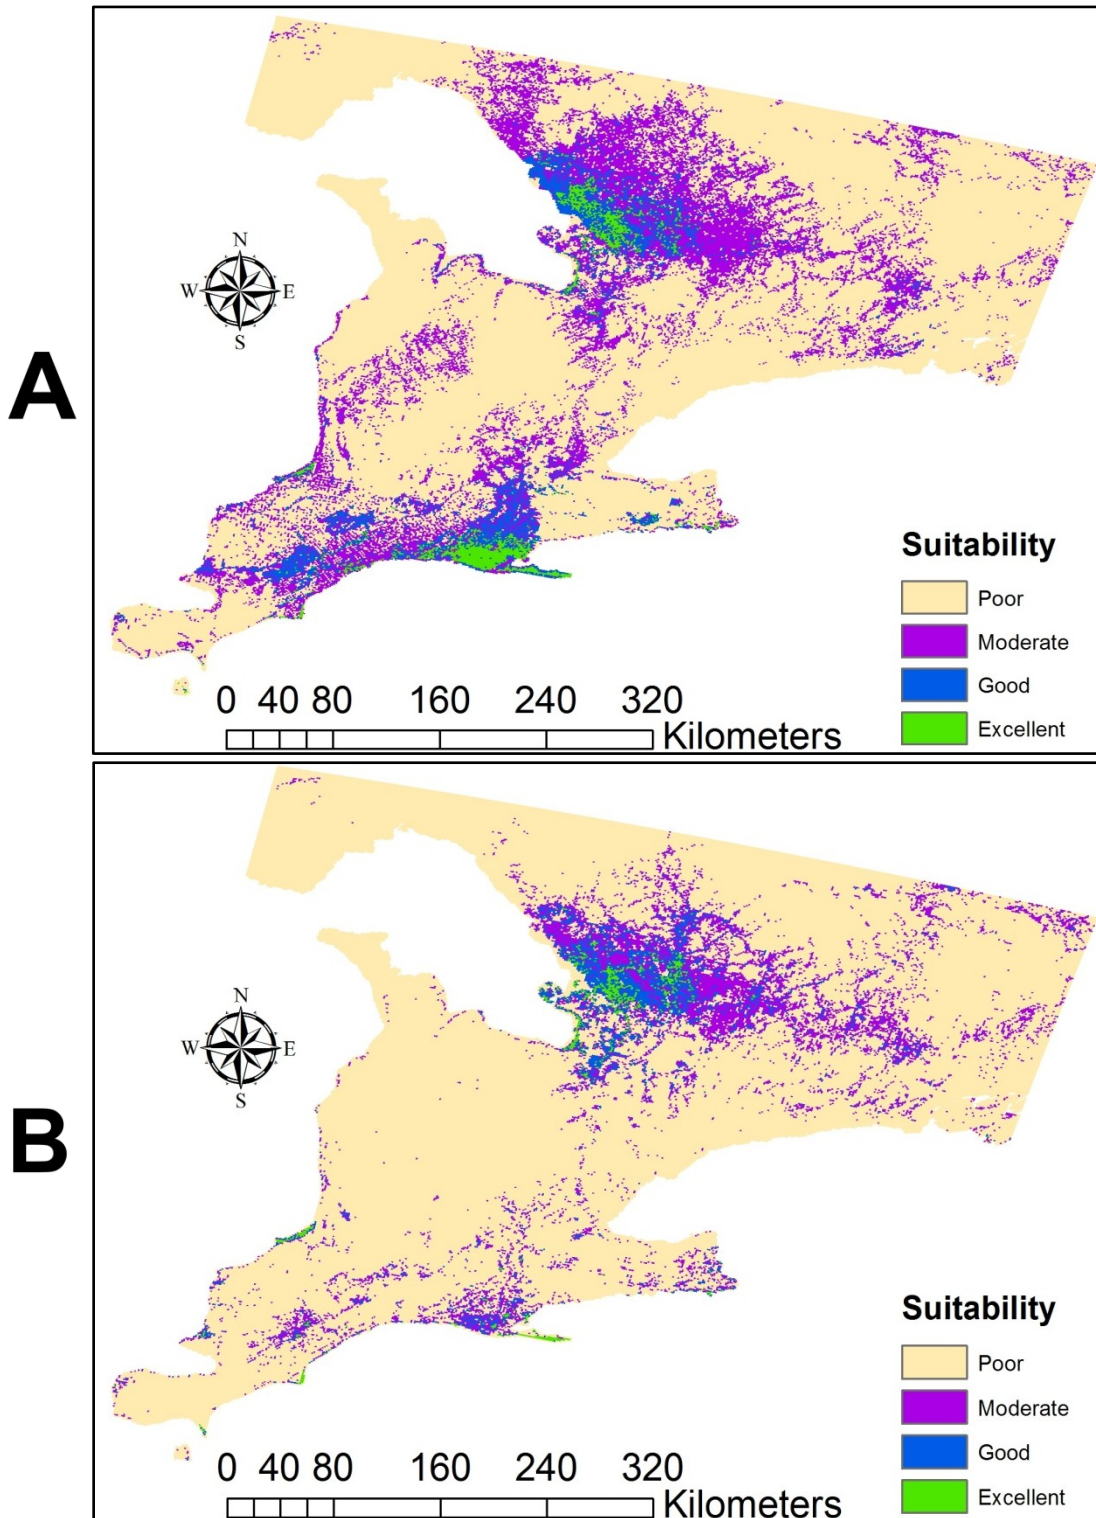 A
N
W E
S
Suitability
Poor
Moderate
Good
Excellent
0 40 80 160 240 320
Kilometers
B
N
W E
S
Suitability
Poor
Moderate
Good
Excellent
0 40 80 160 240 320
Kilometers